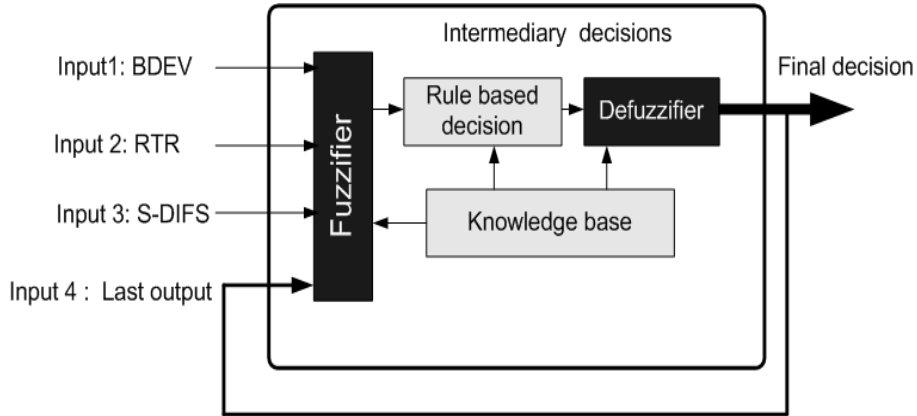 Intermediary decisions
Input1: BDEV
Input 2: RTR
Input 3: S-DIFS
Input 4 : Last output
Fuzzifier
Rule based
decision
Defuzzifier
Knowledge base
Final decision